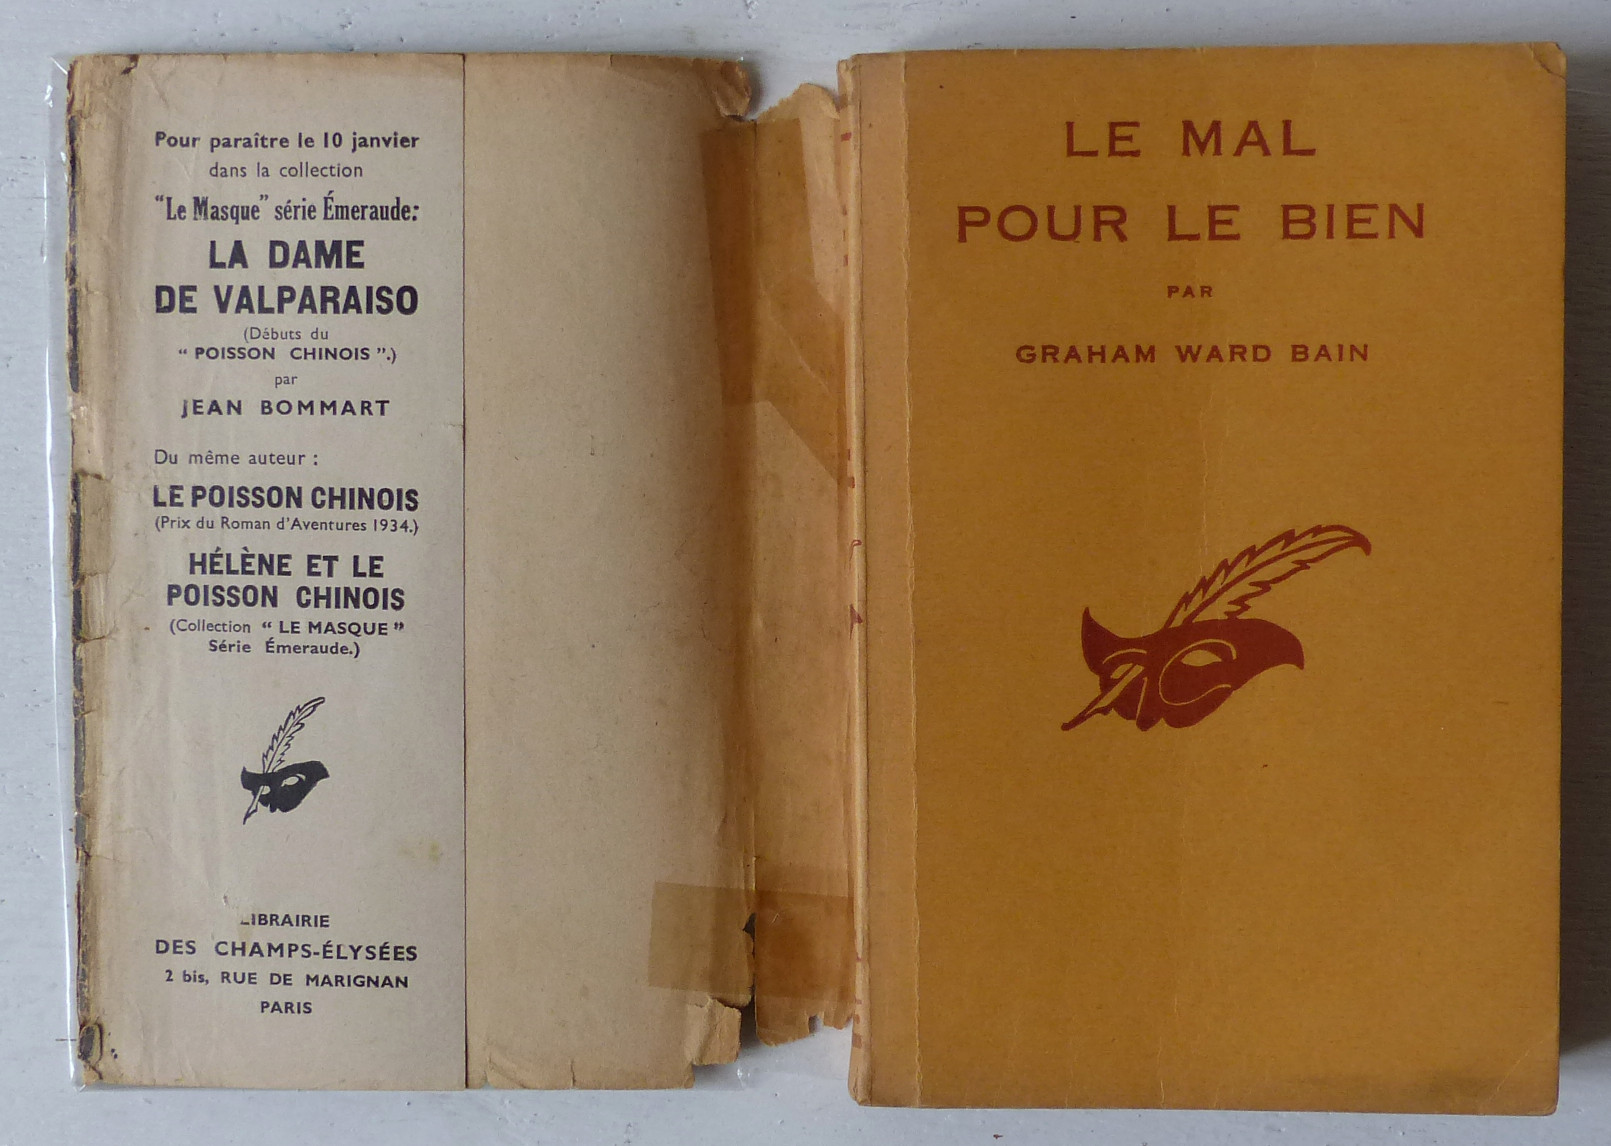 Pour paraître le 10 janvier
dans la collection
"Le Masque" série Émeraude:
LA DAME
DE VALPARAISO
(Débuts du
“ POISSON CHINOIS ”.)
par
JEAN BOMMART
Du même auteur :
LE POISSON CHINOIS
(Prix du Roman d'Aventures 1934.)
HÉLÈNE ET LE
POISSON CHINOIS
(Collection “ LE MASQUE ”
Série Émeraude.)
LIBRAIRIE
DES CHAMPS-ÉLYSÉES
2 bis, RUE DE MARIGNAN
PARIS
LE MAL
POUR LE BIEN
PAR
GRAHAM WARD BAIN